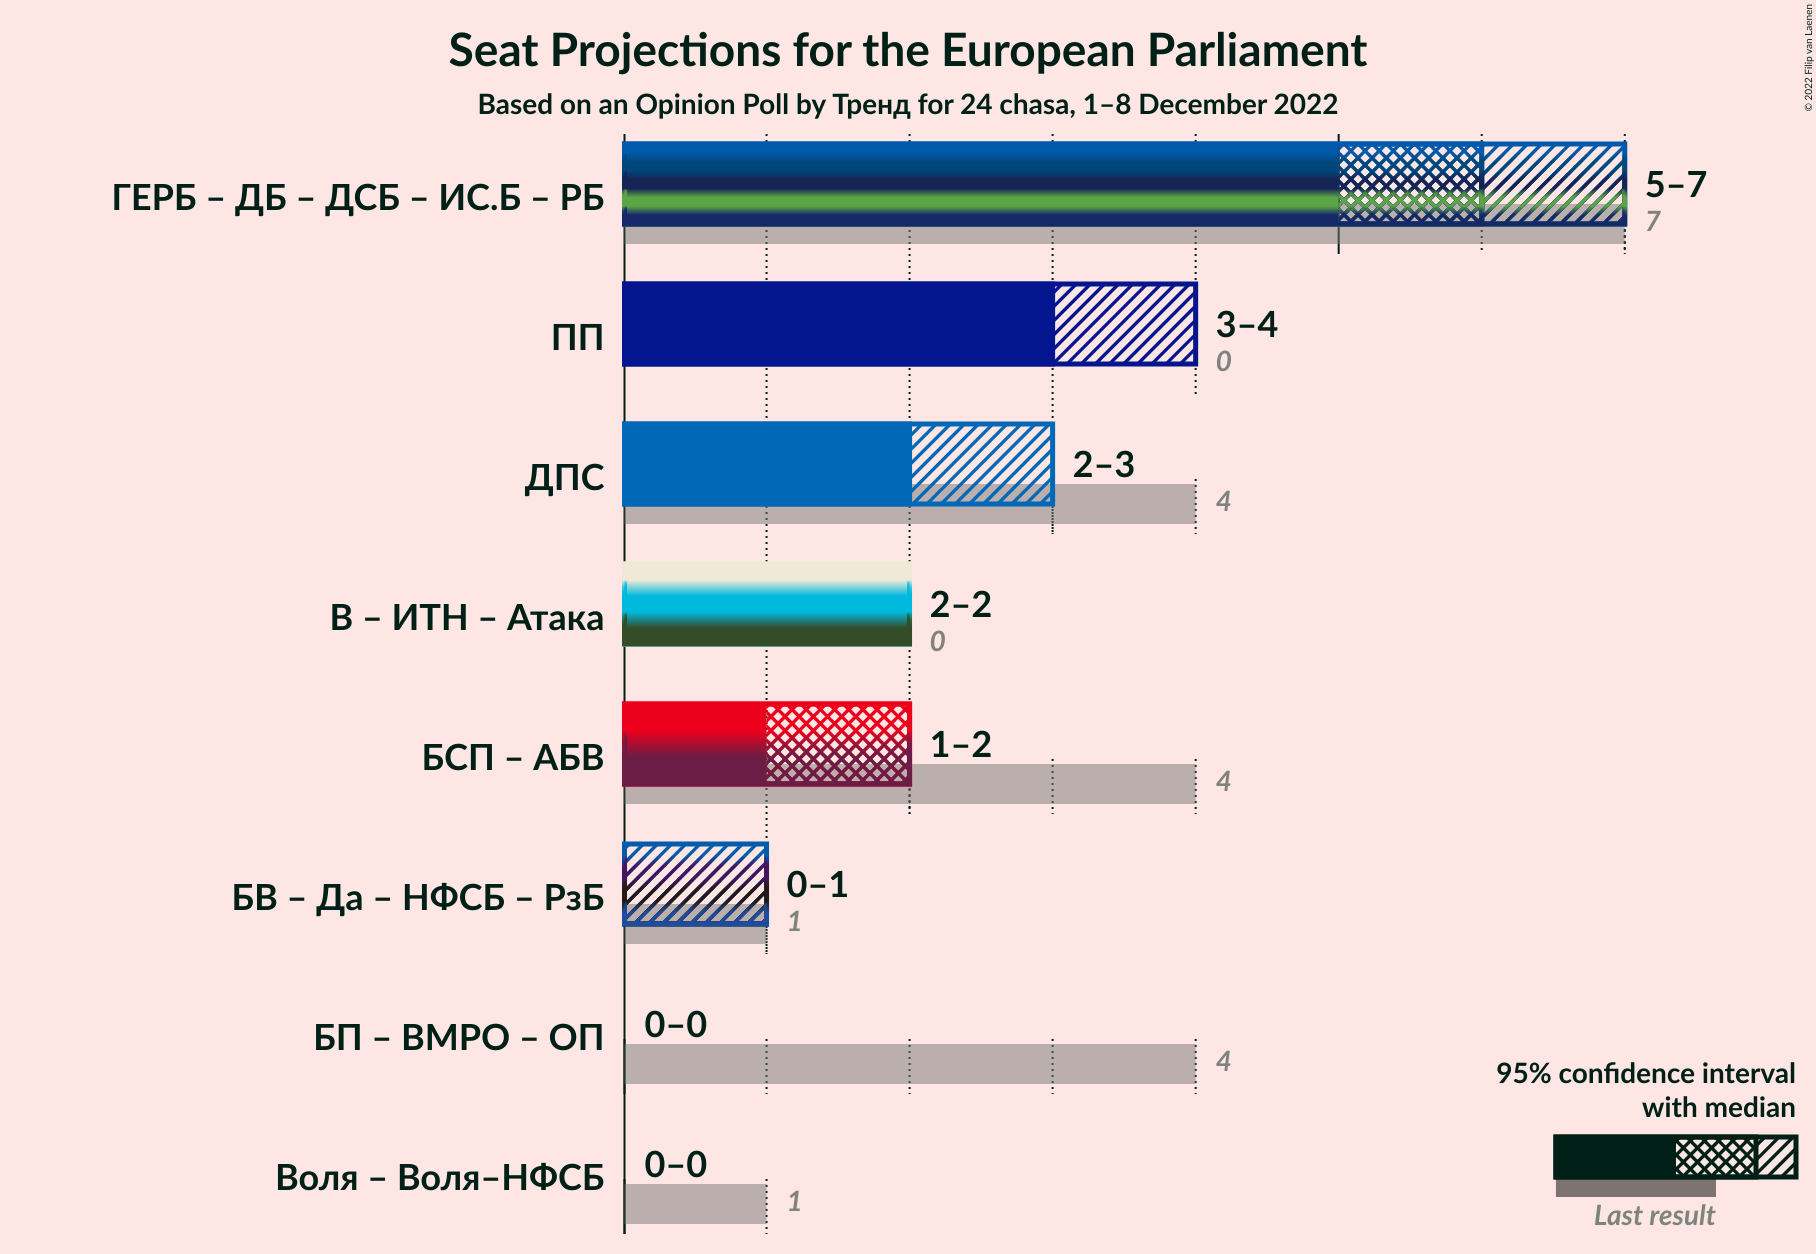 Seat Projections for the European Parliament
Based on an Opinion Poll by Тренд for 24 chasa, 1–8 December 2022
© 2022 Filip van Laenen
ГЕРБ – ДБ – ДСБ – ИС.Б – РБ
5–7
7
ПП
3–4
0
ДПС
2–3
4
В – ИТН – Атака
2–2
0
БСП – АБВ
1–2
4
БВ – Да – НФСБ – РзБ
0–1
1
БП – ВМРО – ОП
0–0
4
Воля – Воля–НФСБ
0–0
1
95% confidence interval
with median
Last result